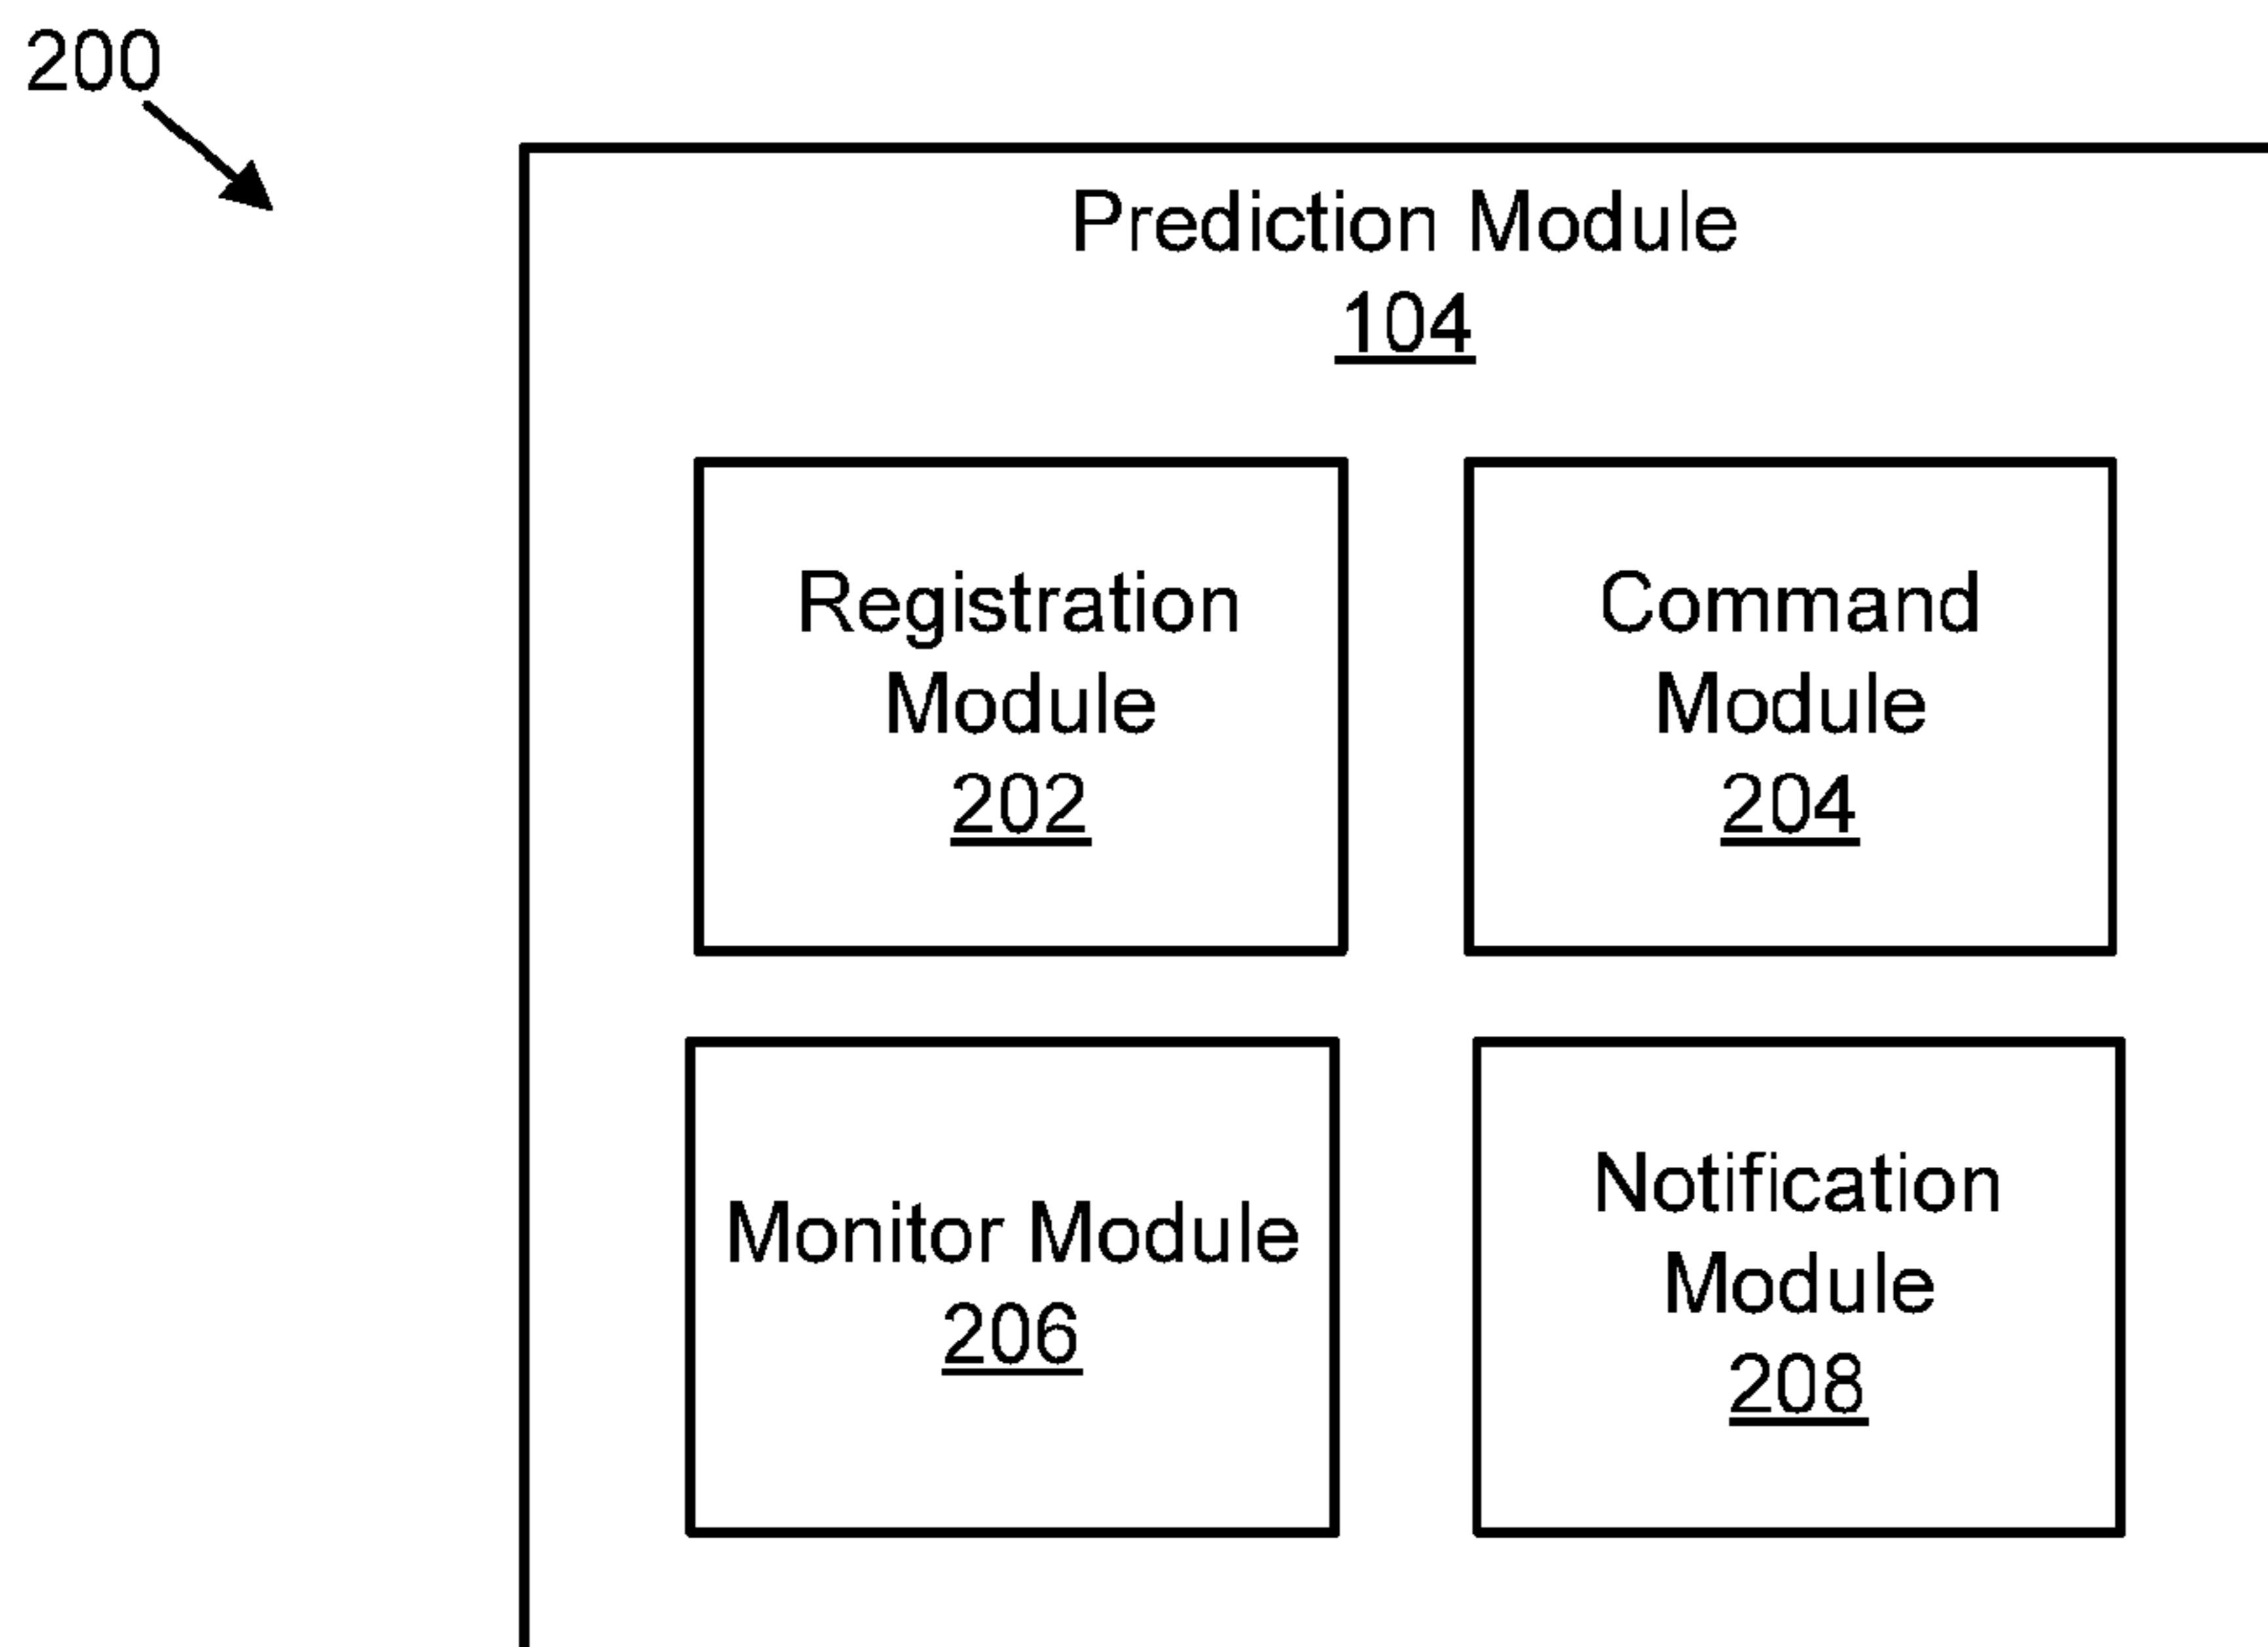 200
Prediction Module
104
Registration
Module
202
Command
Module
204
Monitor Module
206
Notification
Module
208